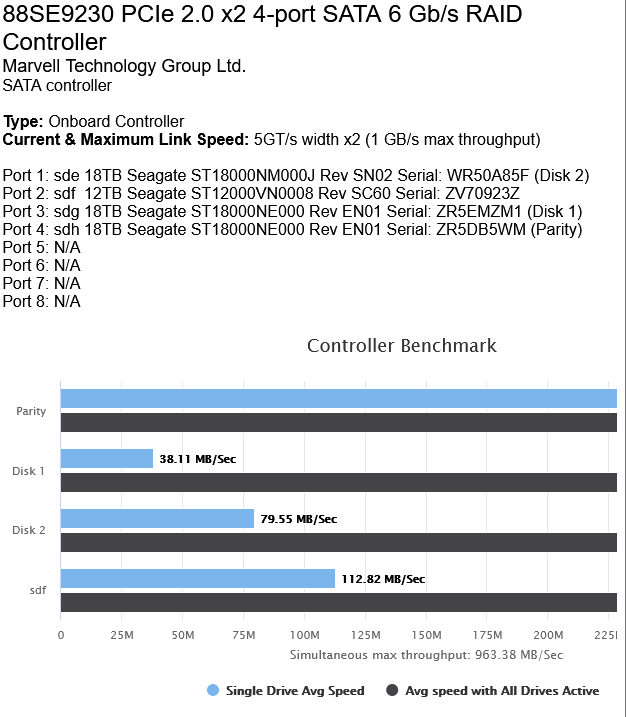 88SE9230 PCIe 2.0 x2 4-port SATA 6 Gb/s RAID
Controller
Marvell Technology Group Ltd.
SATA controller
Type: Onboard Controller
Current & Maximum Link Speed: 5GT/s width x2 (1 GB/s max throughput)
Port 1: sde 18TB Seagate ST18000NM000J Rev SN02 Serial: WR50A85F (Disk 2)
Port 2: sdf 12TB Seagate ST12000VN0008 Rev SC60 Serial: ZV70923Z
Port 3: sdg 18TB Seagate ST18000NE000 Rev EN01 Serial: ZR5EMZM1 (Disk 1)
Port 4: sdh 18TB Seagate ST18000NE000 Rev EN01 Serial: ZR5DB5WM (Parity)
Port 5: N/A
Port 6: N/A
Port 7: N/A
Port 8: N/A
Controller Benchmark
Parity
Disk 1 38.11 MB/Sec
Disk 2 79.55 MB/Sec
sdf 112.82 MB/Sec
0 25M 50M 75M 100M 125M 150M 175M 200M 225
Simultaneous max throughput: 963.38 MB/Sec
Single Drive Avg Speed Avg speed with All Drives Active